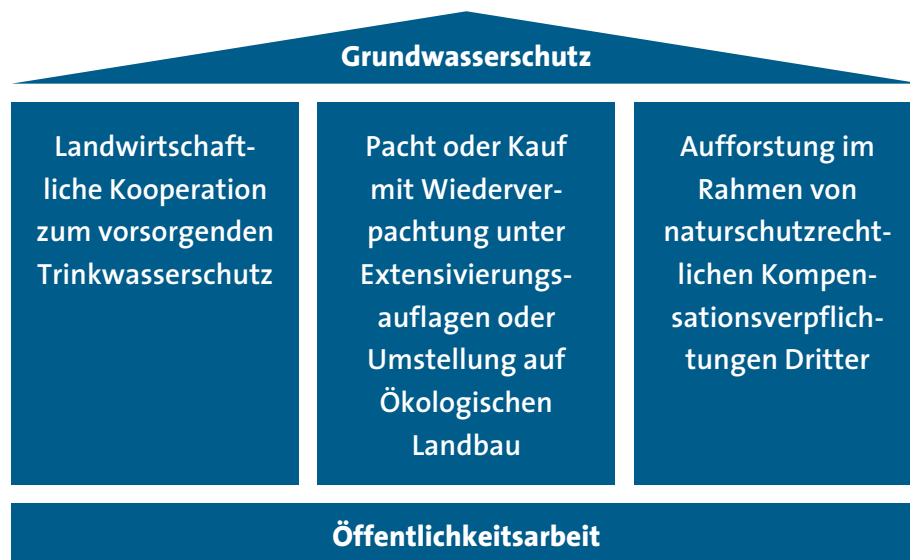 Grundwasserschutz
Landwirtschaft-
liche Kooperation
zum vorsorgenden
Trinkwasserschutz
Pacht oder Kauf
mit Wiederver-
pachtung unter
Extensivierungs-
auflagen oder
Umstellung auf
Ökologischen
Landbau
Aufforstung im
Rahmen von
naturschutzrecht-
lichen Kompen-
sationsverpflich-
tungen Dritter
Öffentlichkeitsarbeit